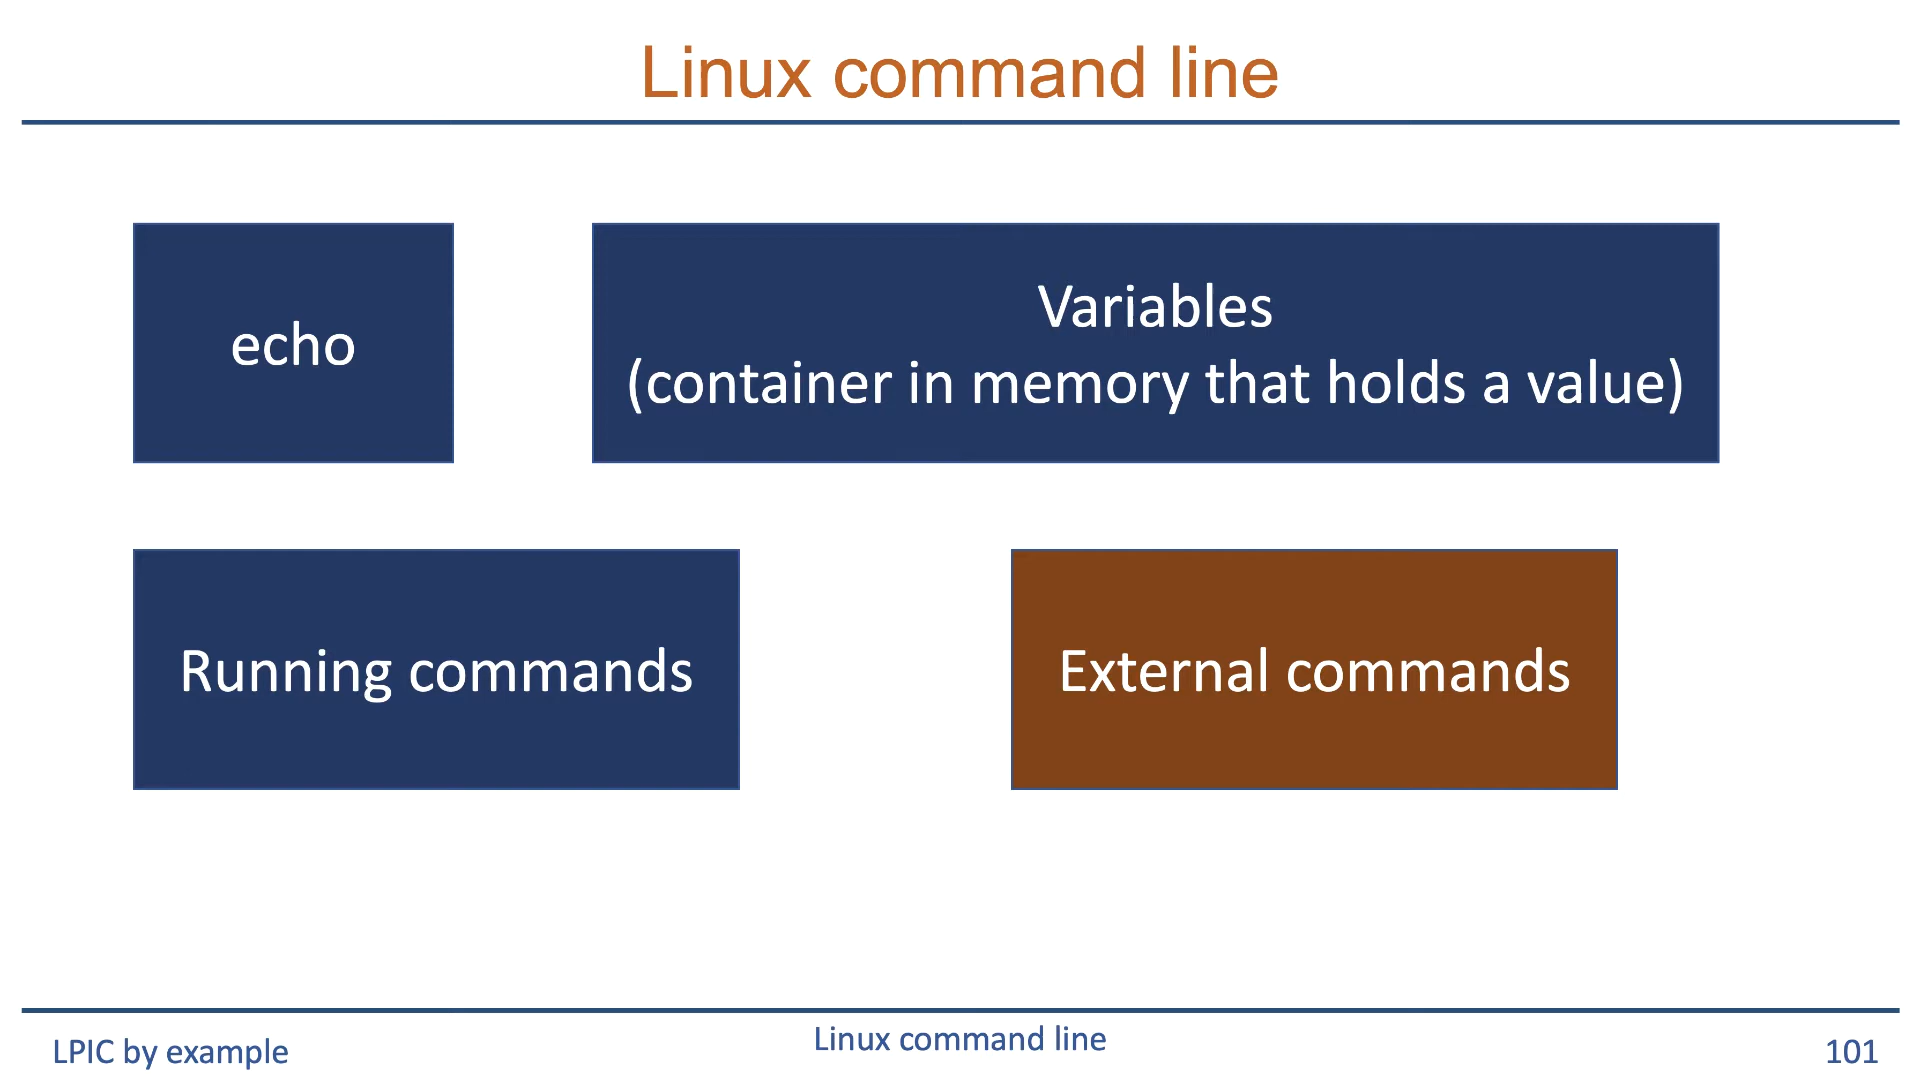 Linux command line
echo
Variables
(container in memory that holds a value)
Running commands
External commands
LPIC by example
Linux command line
101